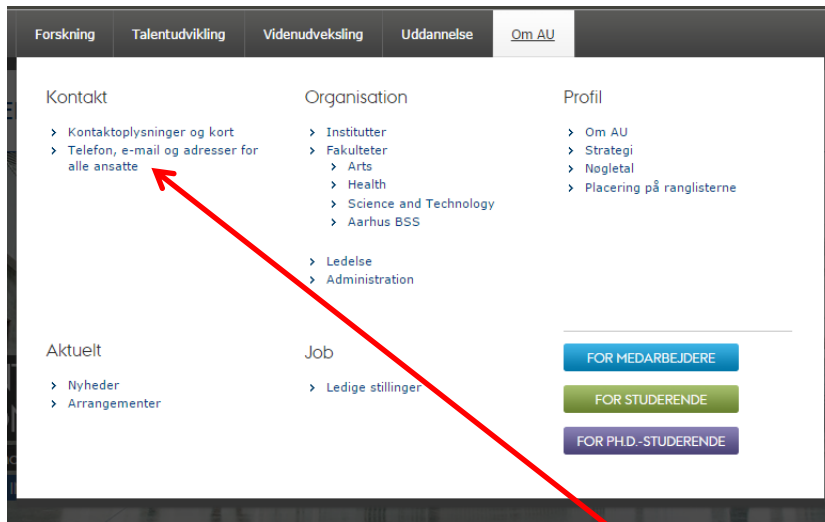 Forskning Talentudvikling Videnudveksling Uddannelse Om AU
Kontakt
Kontaktoplysninger og kort
Telefon, e-mail og adresser for
alle ansatte
Organisation
Institutter
Fakulteter
Arts
Health
Science and Technology
Aarhus BSS
Ledelse
Administration
Profil
Om AU
Strategi
Nøgletal
Placering på ranglisterne
Aktuelt
Nyheder
Arrangementer
Job
Ledige stillinger
FOR MEDARBEJDERE
FOR STUDERENDE
FOR PH.D.-STUDERENDE